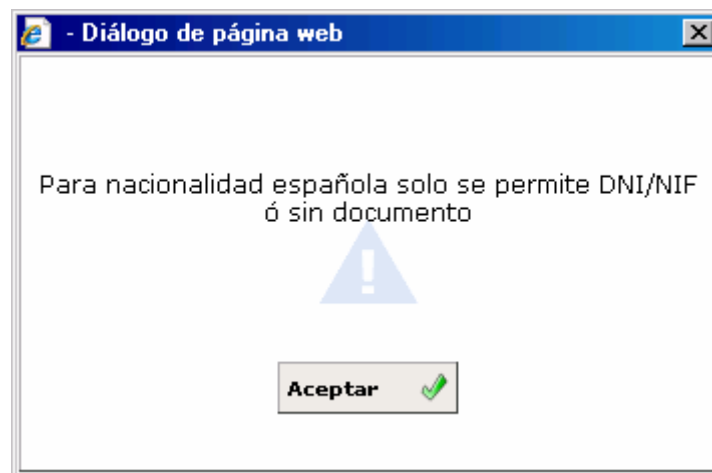 - Diálogo de página web
Para nacionalidad española solo se permite DNI/NIF
ó sin documento
Aceptar